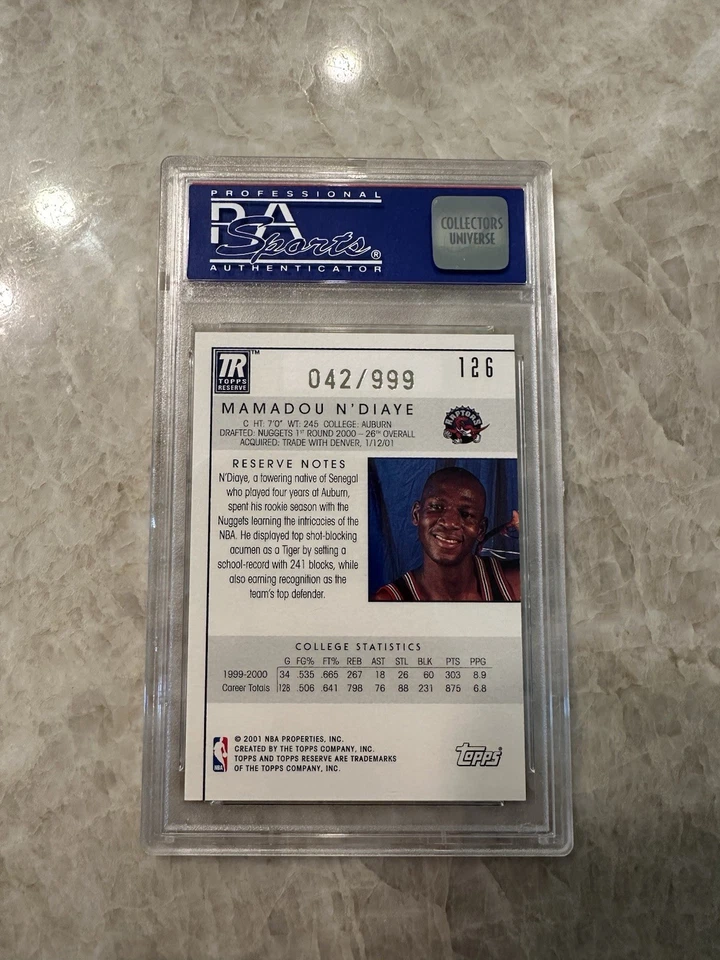 PROFESSIONAL
PSA
Sports®
AUTHENTICATOR
COLLECTORS
UNIVERSE
TR™
TOPPS
RESERVE
042/999
126
MAMADOU N'DIAYE
C HT: 7'0" WT: 245 COLLEGE: AUBURN
DRAFTED: NUGGETS 1ST ROUND 2000 – 26TH OVERALL
ACQUIRED: TRADE WITH DENVER, 1/12/01
RAPTORS
RESERVE NOTES
N'Diaye, a towering native of Senegal
who played four years at Auburn,
spent his rookie season with the
Nuggets learning the intricacies of the
NBA. He displayed top shot-blocking
acumen as a Tiger by setting a
school-record with 241 blocks, while
also earning recognition as the
team's top defender.
COLLEGE STATISTICS
G FG% FT% REB AST STL BLK PTS PPG
1999-2000 34 .535 .665 267 18 26 60 303 8.9
Career Totals 128 .506 .641 798 76 88 231 875 6.8
© 2001 NBA PROPERTIES, INC.
CREATED BY THE TOPPS COMPANY, INC.
TOPPS AND TOPPS RESERVE ARE TRADEMARKS
OF THE TOPPS COMPANY, INC.
NBA
topps®